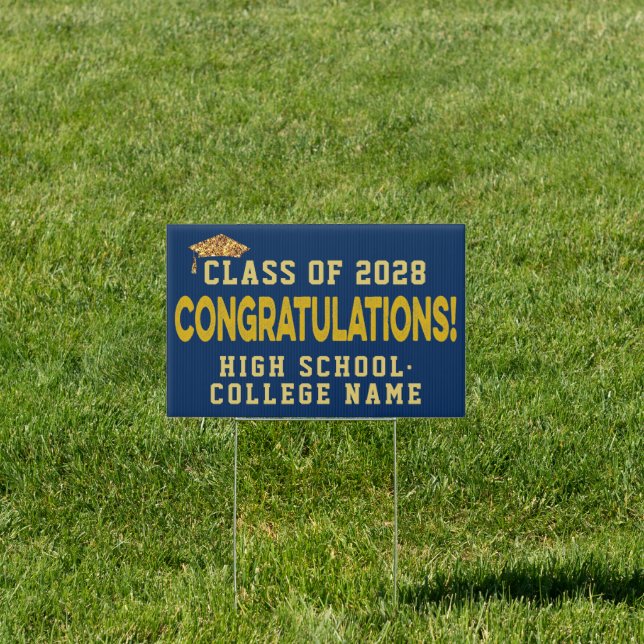 CLASS OF 2028
CONGRATULATIONS!
HIGH SCHOOL·
COLLEGE NAME